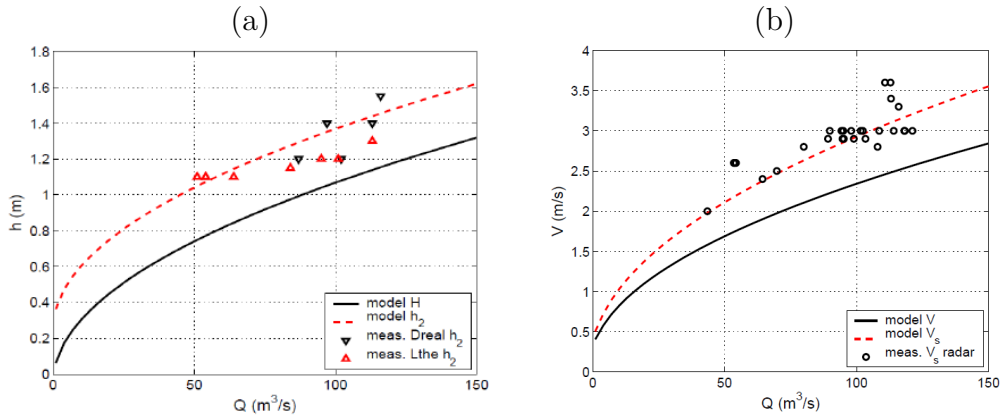 (a)
1.8
1.6
1.4
1.2
1
0.8
0.6
0.4
0.2
0
h (m)
0 50 100 150
Q (m³/s)
model H
model h₂
meas. Dreal h₂
meas. Lthe h₂
(b)
4
3.5
3
2.5
2
1.5
1
0.5
0
V (m/s)
0 50 100 150
Q (m³/s)
model V
model Vₛ
meas. Vₛ radar